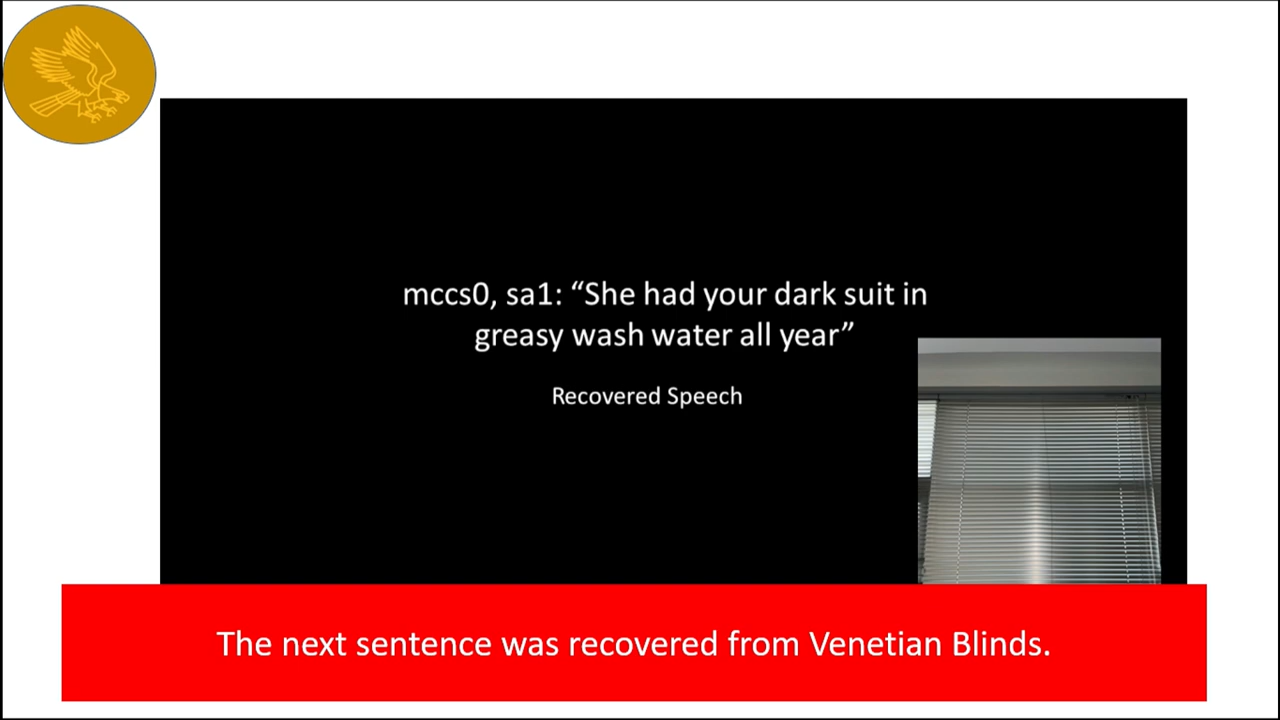 mccs0, sa1: “She had your dark suit in
greasy wash water all year”
Recovered Speech
The next sentence was recovered from Venetian Blinds.